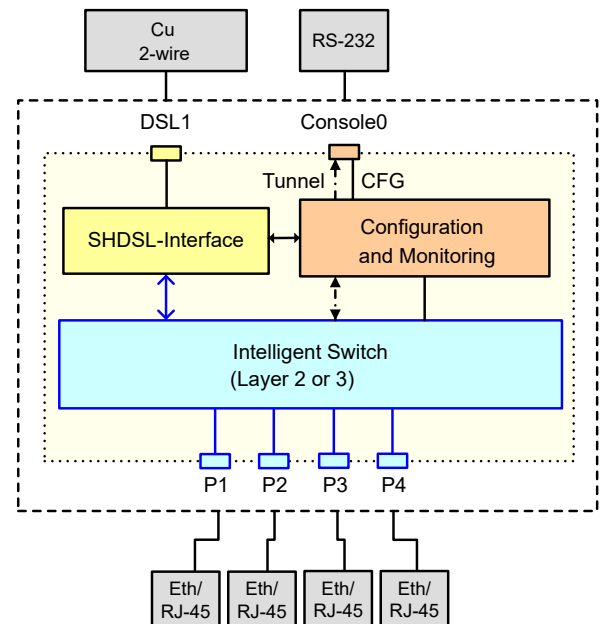 Cu
2-wire
RS-232
DSL1
Console0
Tunnel
CFG
SHDSL-Interface
Configuration
and Monitoring
Intelligent Switch
(Layer 2 or 3)
P1
P2
P3
P4
Eth/
RJ-45
Eth/
RJ-45
Eth/
RJ-45
Eth/
RJ-45